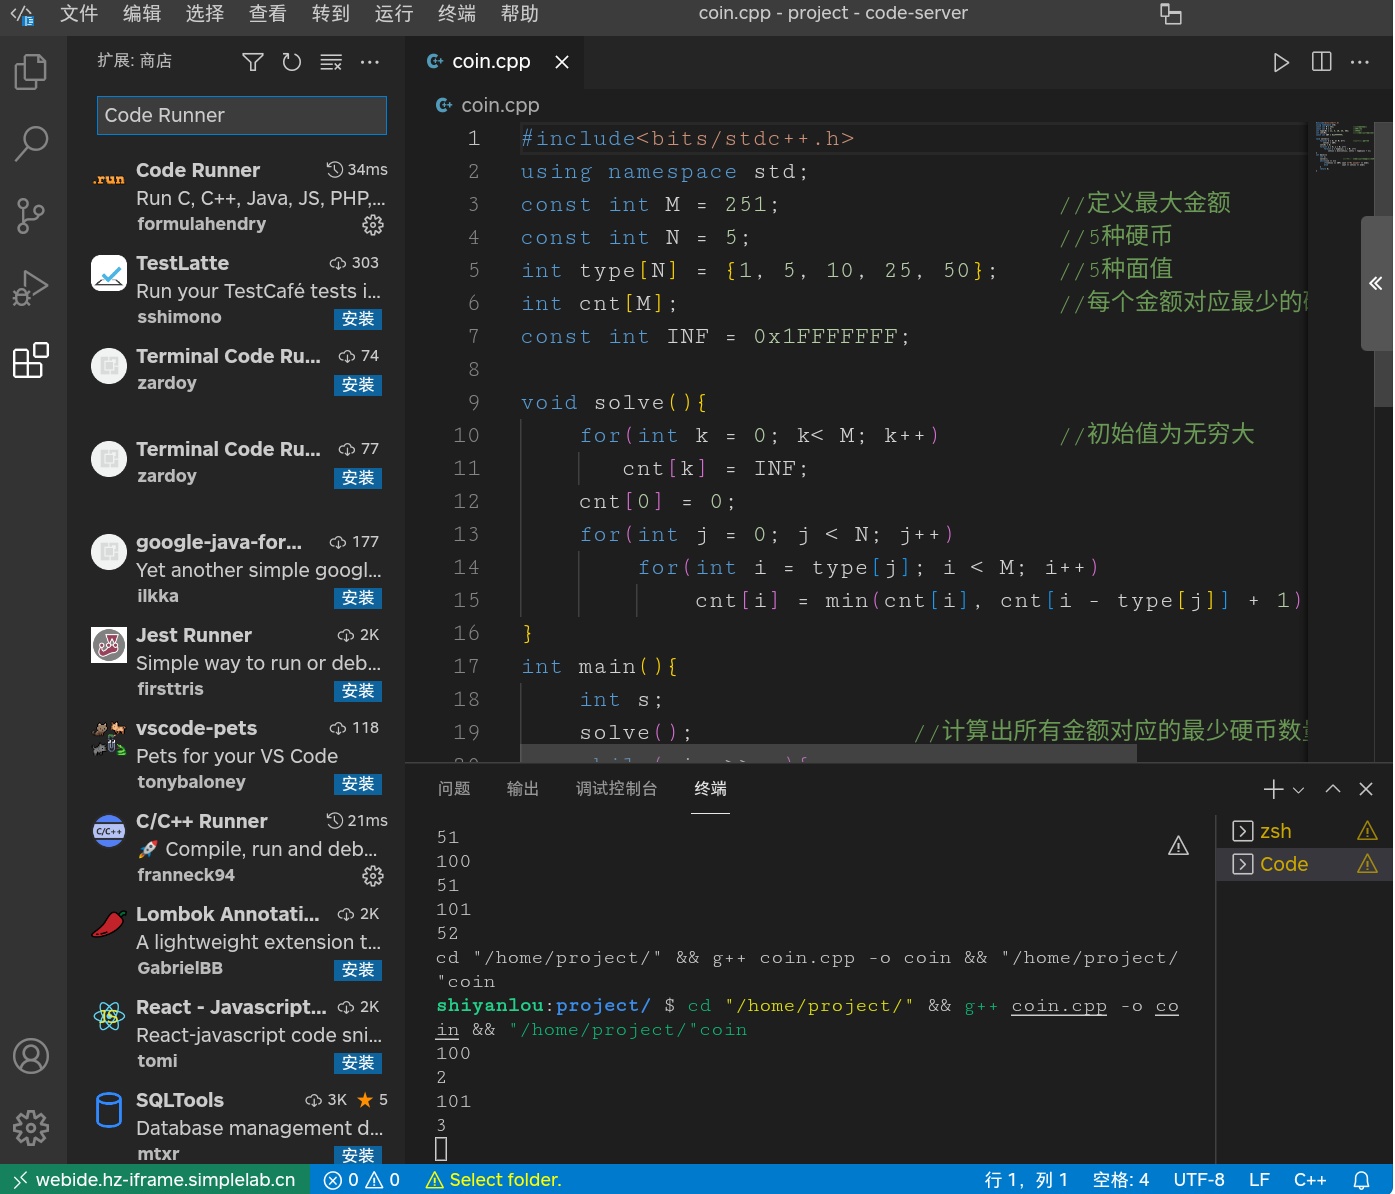 文件 编辑 选择 查看 转到 运行 终端 帮助 coin.cpp - project - code-server
扩展: 商店
Code Runner
Code Runner 34ms
Run C, C++, Java, JS, PHP,...
formulahendry
TestLatte 303
Run your TestCafé tests i...
sshimono 安装
Terminal Code Ru... 74
zardoy 安装
Terminal Code Ru... 77
zardoy 安装
google-java-for... 177
Yet another simple googl...
ilkka 安装
Jest Runner 2K
Simple way to run or deb...
firsttris 安装
vscode-pets 118
Pets for your VS Code
tonybaloney 安装
C/C++
C/C++ Runner 21ms
🚀 Compile, run and deb...
franneck94
Lombok Annotati... 2K
A lightweight extension t...
GabrielBB 安装
React - Javascript... 2K
React-javascript code sni...
tomi 安装
SQLTools 3K ★ 5
Database management d...
mtxr 安装
coin.cpp
coin.cpp
1 #include<bits/stdc++.h>
2 using namespace std;
3 const int M = 251; //定义最大金额
4 const int N = 5; //5种硬币
5 int type[N] = {1, 5, 10, 25, 50}; //5种面值
6 int cnt[M]; //每个金额对应最少的
7 const int INF = 0x1FFFFFFF;
8
9 void solve(){
10 for(int k = 0; k< M; k++) //初始值为无穷大
11 cnt[k] = INF;
12 cnt[0] = 0;
13 for(int j = 0; j < N; j++)
14 for(int i = type[j]; i < M; i++)
15 cnt[i] = min(cnt[i], cnt[i - type[j]] + 1)
16 }
17 int main(){
18 int s;
19 solve(); //计算出所有金额对应的最少硬币数
问题 输出 调试控制台 终端
51
100
51
101
52
cd "/home/project/" && g++ coin.cpp -o coin && "/home/project/
"coin
shiyanlou:project/ $ cd "/home/project/" && g++ coin.cpp -o co
in && "/home/project/"coin
100
2
101
3
zsh
Code
webide.hz-iframe.simplelab.cn 0 0 Select folder. 行 1，列 1 空格: 4 UTF-8 LF C++